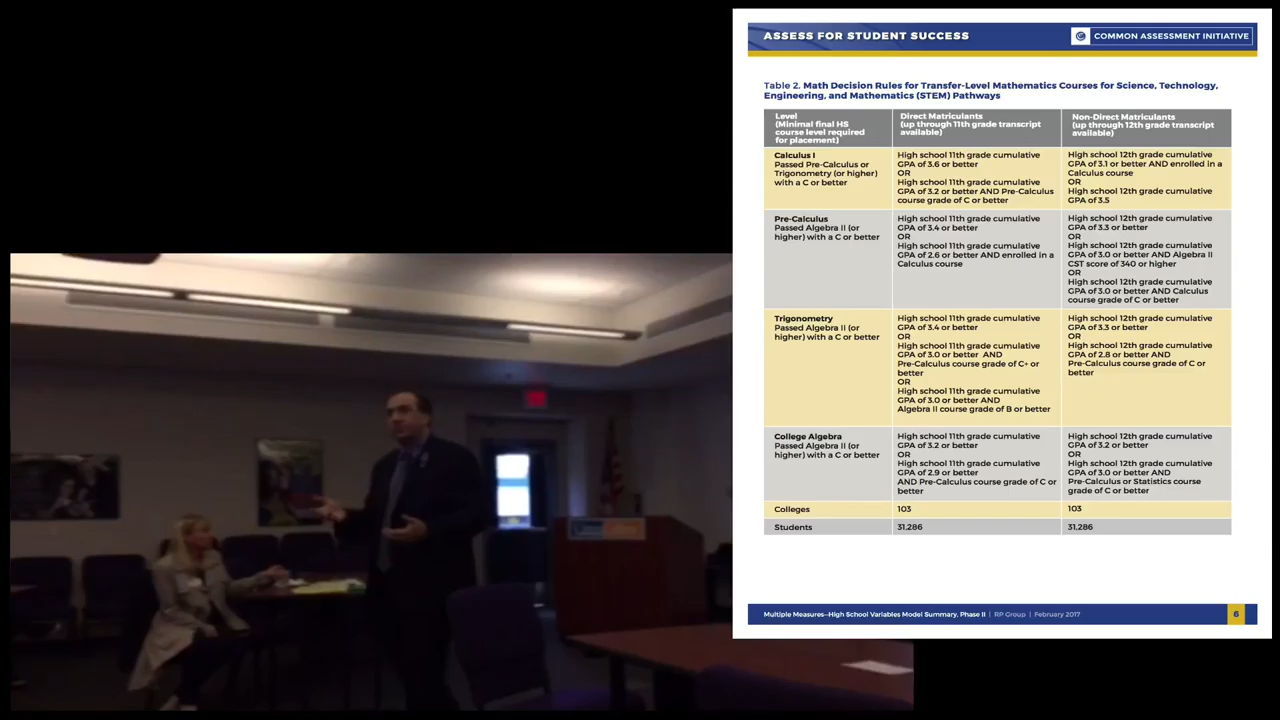 ASSESS FOR STUDENT SUCCESS
COMMON ASSESSMENT INITIATIVE
Table 2. Math Decision Rules for Transfer-Level Mathematics Courses for Science, Technology,
Engineering, and Mathematics (STEM) Pathways
Level
(Minimal final HS
course level required
for placement)
Direct Matriculants
(up through 11th grade transcript
available)
Non-Direct Matriculants
(up through 12th grade transcript
available)
Calculus I
Passed Pre-Calculus or
Trigonometry (or higher)
with a C or better
High school 11th grade cumulative
GPA of 3.6 or better
OR
High school 11th grade cumulative
GPA of 3.2 or better AND Pre-Calculus
course grade of C or better
High school 12th grade cumulative
GPA of 3.1 or better AND enrolled in a
Calculus course
OR
High school 12th grade cumulative
GPA of 3.5
Pre-Calculus
Passed Algebra II (or
higher) with a C or better
High school 11th grade cumulative
GPA of 3.4 or better
OR
High school 11th grade cumulative
GPA of 2.6 or better AND enrolled in a
Calculus course
High school 12th grade cumulative
GPA of 3.3 or better
OR
High school 12th grade cumulative
GPA of 3.0 or better AND Algebra II
CST score of 340 or higher
OR
High school 12th grade cumulative
GPA of 3.0 or better AND Calculus
course grade of C or better
Trigonometry
Passed Algebra II (or
higher) with a C or better
High school 11th grade cumulative
GPA of 3.4 or better
OR
High school 11th grade cumulative
GPA of 3.0 or better AND
Pre-Calculus course grade of C+ or
better
OR
High school 11th grade cumulative
GPA of 3.0 or better AND
Algebra II course grade of B or better
High school 12th grade cumulative
GPA of 3.3 or better
OR
High school 12th grade cumulative
GPA of 2.8 or better AND
Pre-Calculus course grade of C or
better
College Algebra
Passed Algebra II (or
higher) with a C or better
High school 11th grade cumulative
GPA of 3.2 or better
OR
High school 11th grade cumulative
GPA of 2.9 or better
AND Pre-Calculus course grade of C or
better
High school 12th grade cumulative
GPA of 3.2 or better
OR
High school 12th grade cumulative
GPA of 3.0 or better AND
Pre-Calculus or Statistics course
grade of C or better
Colleges
103
103
Students
31,286
31,286
Multiple Measures—High School Variables Model Summary, Phase II | RP Group | February 2017
6